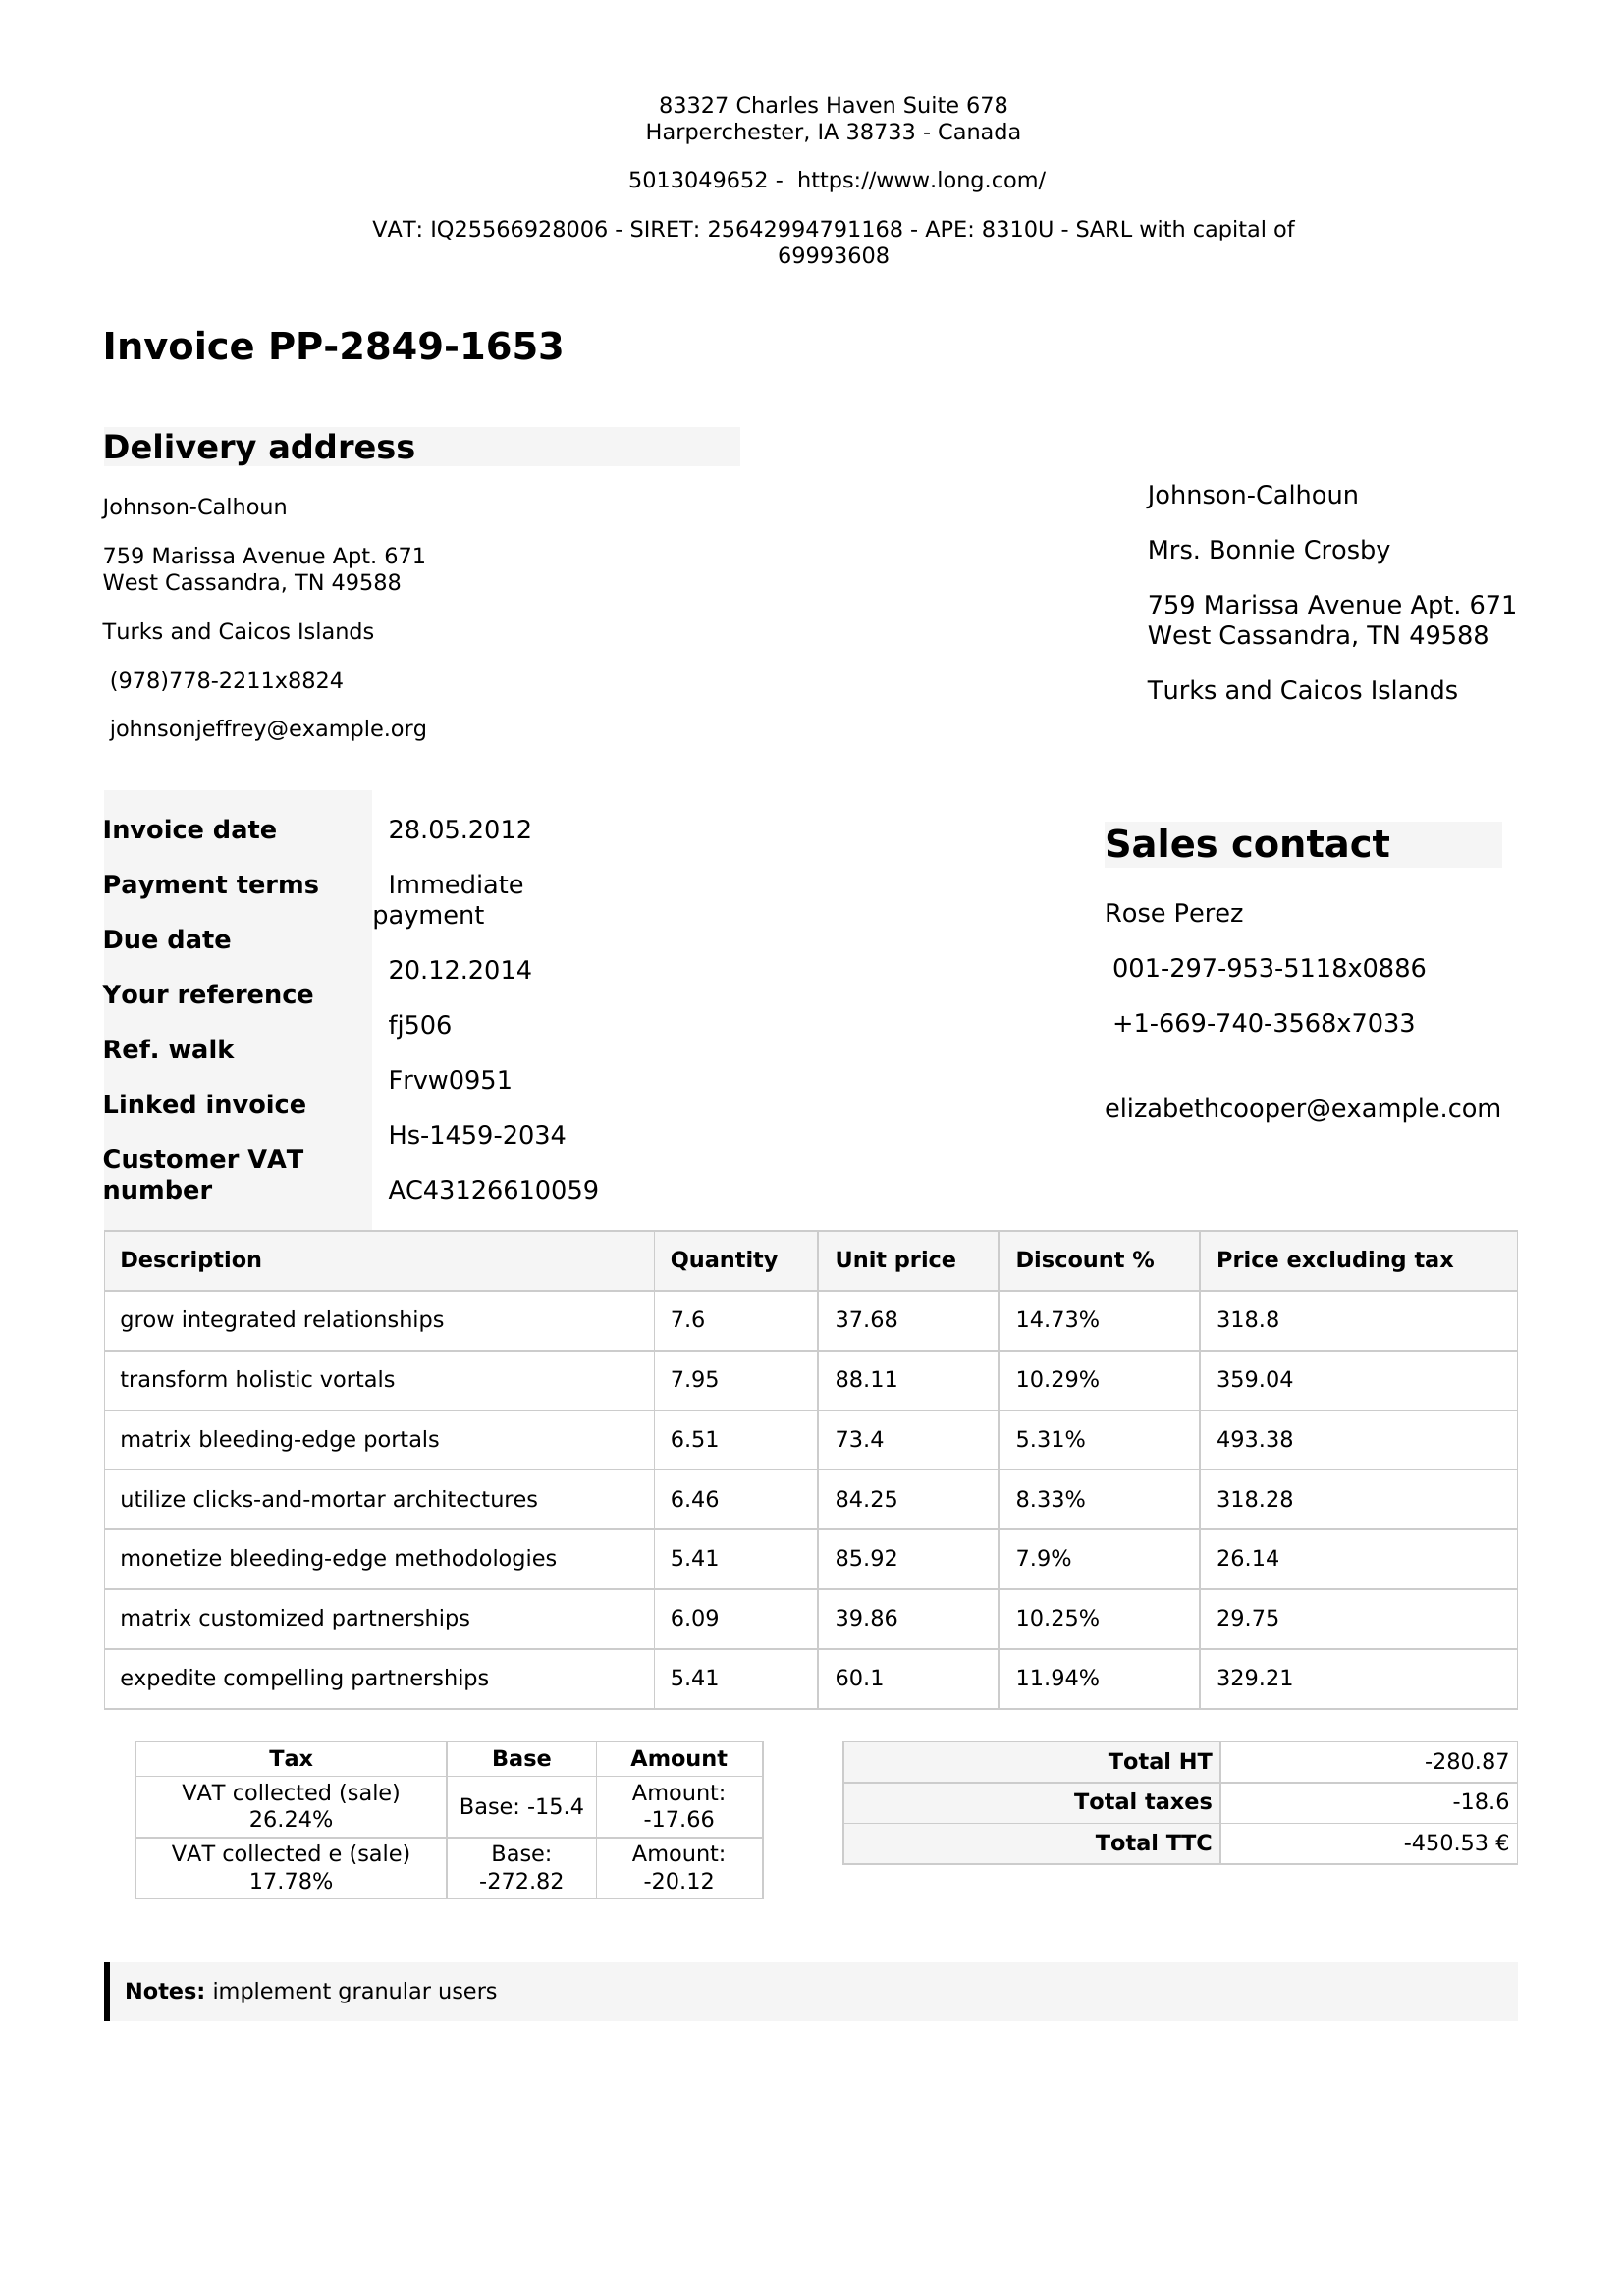 83327 Charles Haven Suite 678
Harperchester, IA 38733 - Canada
5013049652 -  https://www.long.com/
VAT: IQ25566928006 - SIRET: 25642994791168 - APE: 8310U - SARL with capital of
69993608
Invoice PP-2849-1653
Delivery address
Johnson-Calhoun
759 Marissa Avenue Apt. 671
West Cassandra, TN 49588
Turks and Caicos Islands
(978)778-2211x8824
johnsonjeffrey@example.org
Johnson-Calhoun
Mrs. Bonnie Crosby
759 Marissa Avenue Apt. 671
West Cassandra, TN 49588
Turks and Caicos Islands
Invoice date
Payment terms
Due date
Your reference
Ref. walk
Linked invoice
Customer VAT
number
28.05.2012
Immediate
payment
20.12.2014
fj506
Frvw0951
Hs-1459-2034
AC43126610059
Sales contact
Rose Perez
001-297-953-5118x0886
+1-669-740-3568x7033
elizabethcooper@example.com
Description Quantity Unit price Discount % Price excluding tax
grow integrated relationships 7.6 37.68 14.73% 318.8
transform holistic vortals 7.95 88.11 10.29% 359.04
matrix bleeding-edge portals 6.51 73.4 5.31% 493.38
utilize clicks-and-mortar architectures 6.46 84.25 8.33% 318.28
monetize bleeding-edge methodologies 5.41 85.92 7.9% 26.14
matrix customized partnerships 6.09 39.86 10.25% 29.75
expedite compelling partnerships 5.41 60.1 11.94% 329.21
Tax Base Amount
VAT collected (sale)
26.24%
Base: -15.4
Amount:
-17.66
VAT collected e (sale)
17.78%
Base:
-272.82
Amount:
-20.12
Total HT -280.87
Total taxes -18.6
Total TTC -450.53 €
Notes: implement granular users